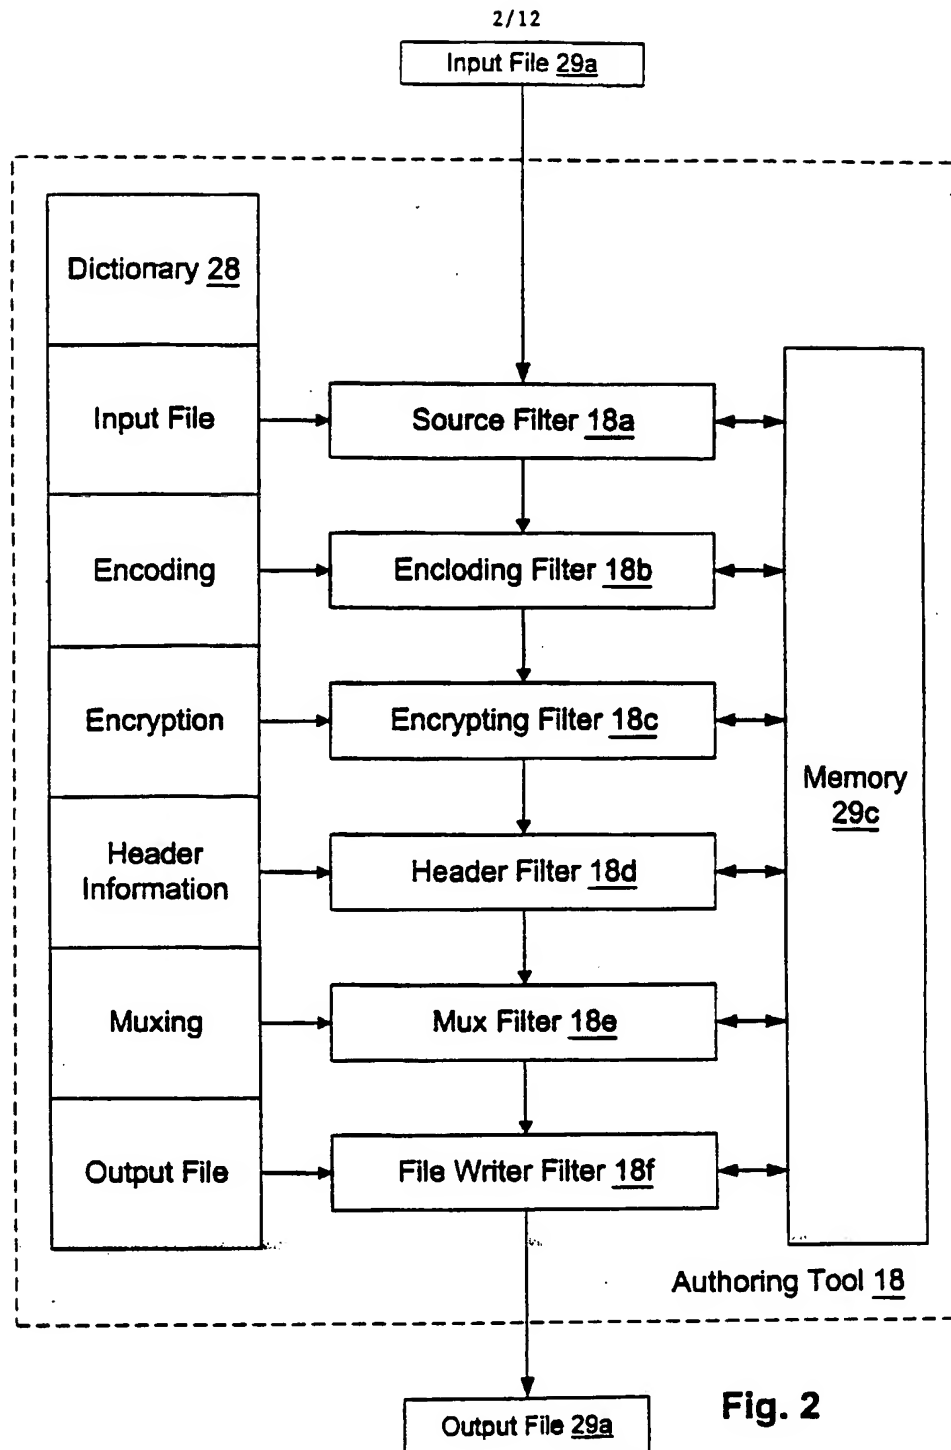 2/12
Input File 29a
Dictionary 28
Input File
Source Filter 18a
Encoding
Encloding Filter 18b
Encryption
Encrypting Filter 18c
Memory
29c
Header
Information
Header Filter 18d
Muxing
Mux Filter 18e
Output File
File Writer Filter 18f
Authoring Tool 18
Output File 29a
Fig. 2